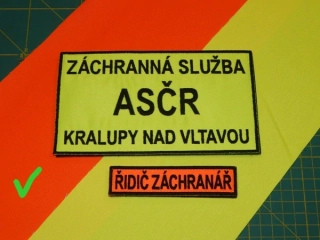 ZÁCHRANNÁ SLUŽBA
ASČR
KRALUPY NAD VLTAVOU
ŘIDIČ ZÁCHRANÁŘ